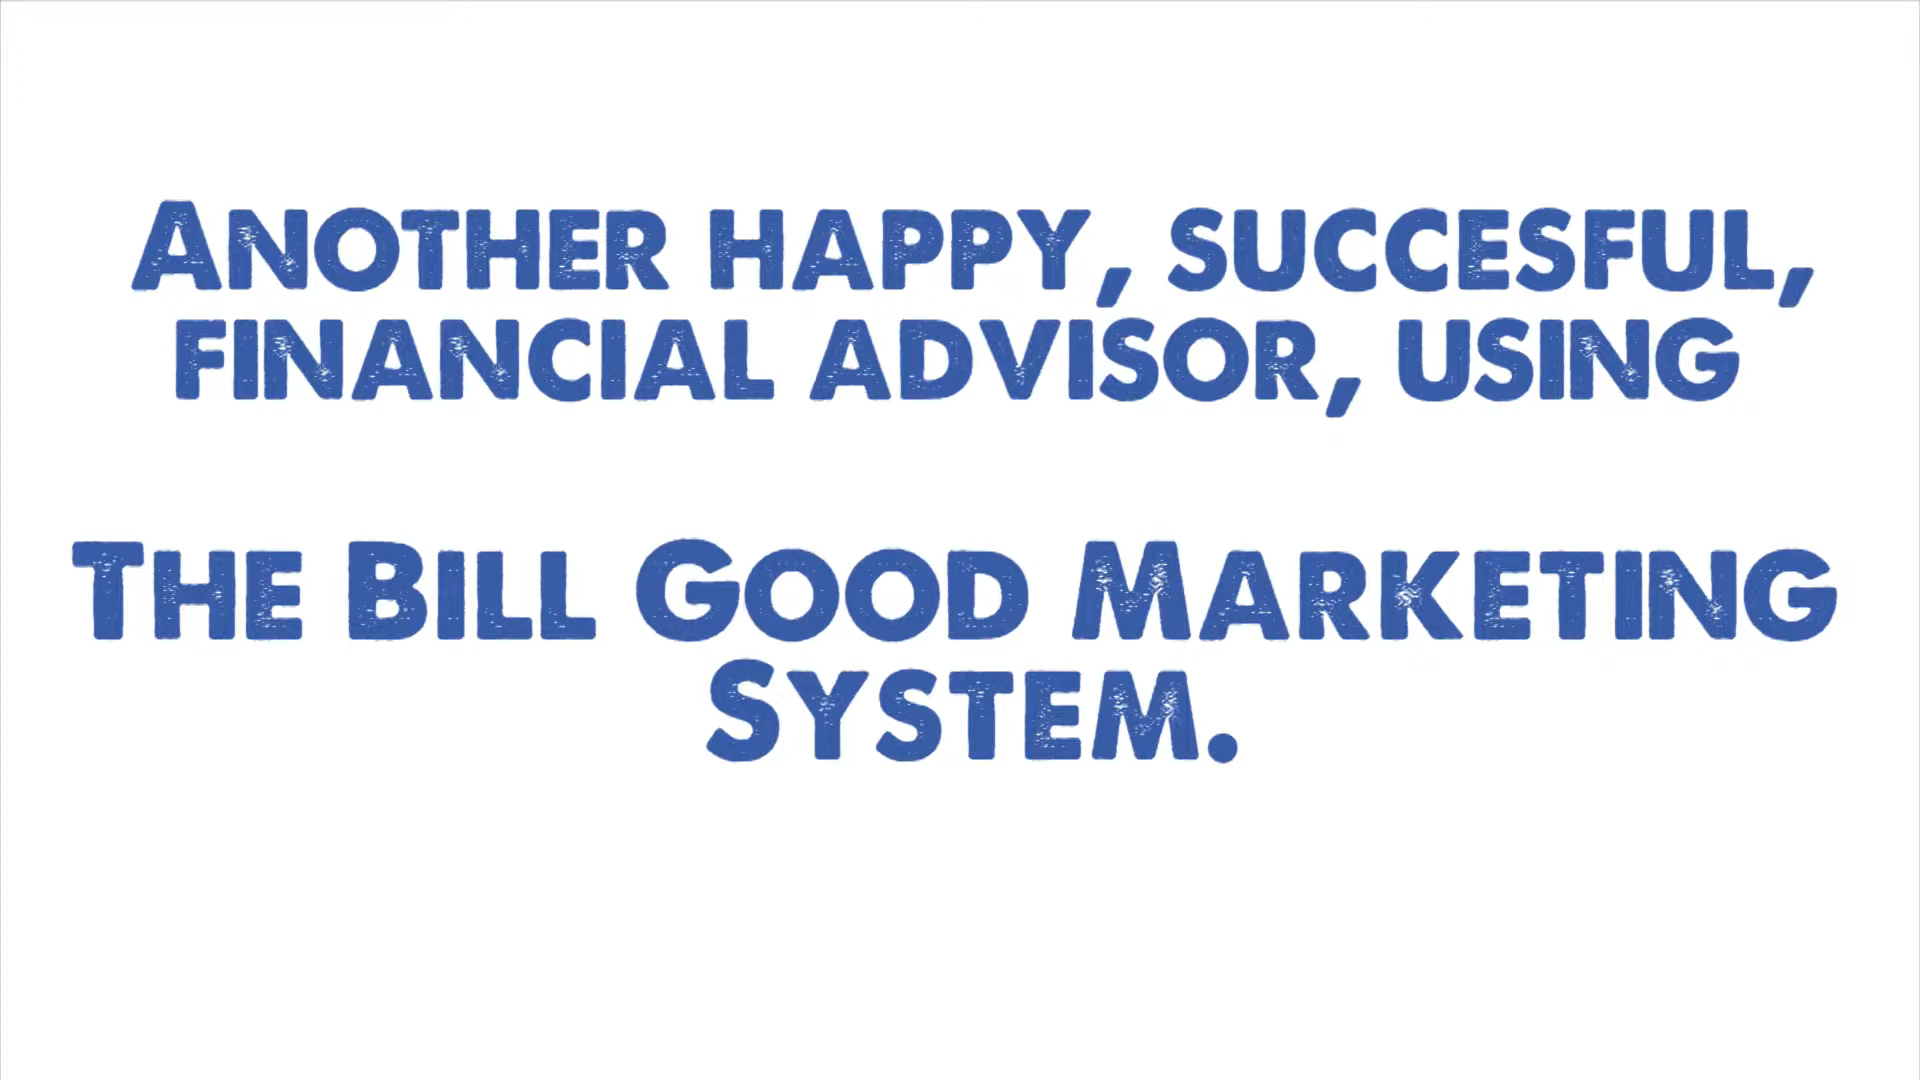 Another happy, succesful,
financial advisor, using
The Bill Good Marketing
System.